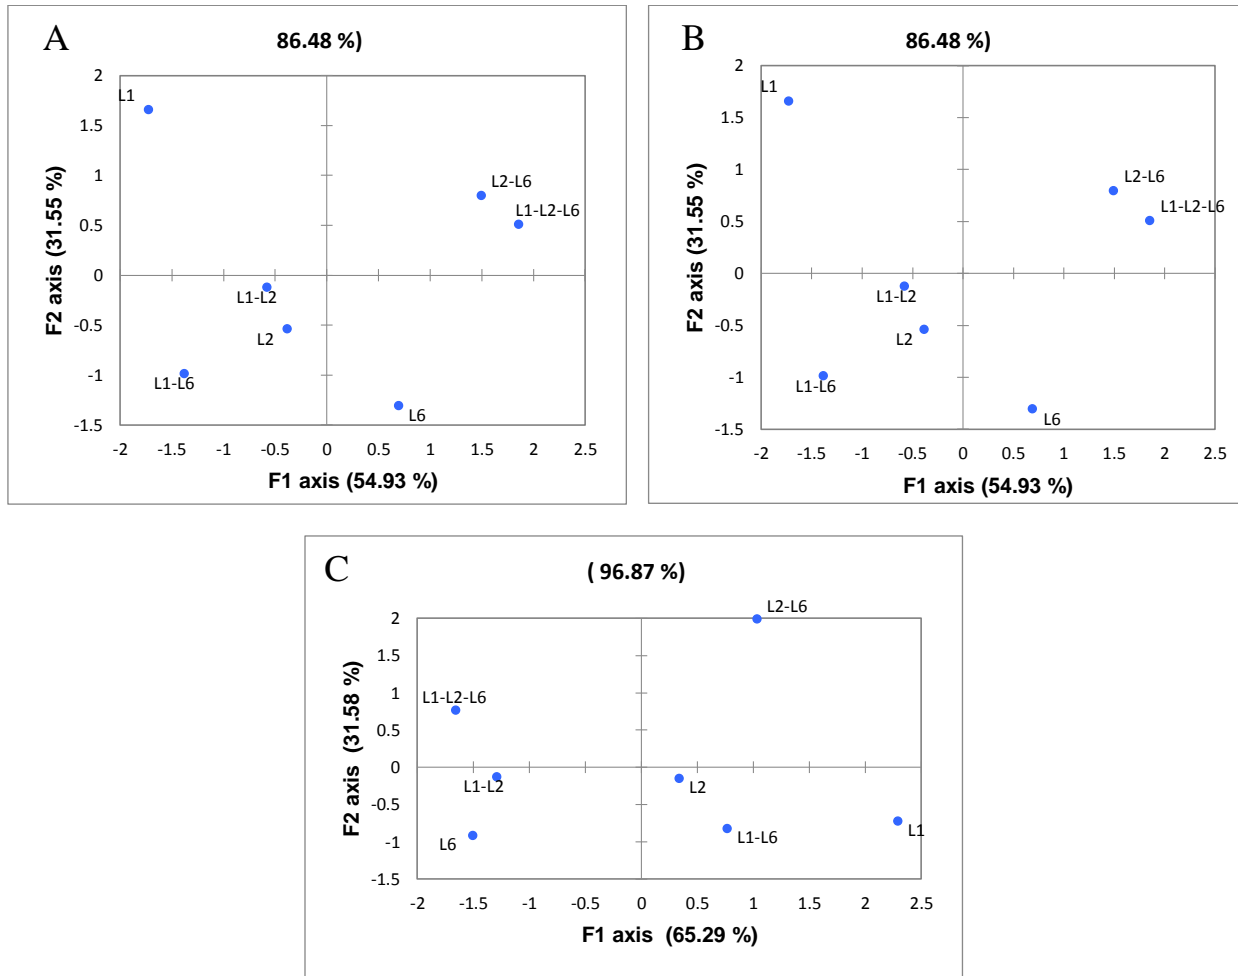 A
86.48 %)
F2 axis (31.55 %)
2
1.5
1
0.5
0
-0.5
-1
-1.5
L1
L2-L6
L1-L2-L6
L1-L2
L2
L1-L6
L6
-2 -1.5 -1 -0.5 0 0.5 1 1.5 2 2.5
F1 axis (54.93 %)
B
86.48 %)
F2 axis (31.55 %)
2
1.5
1
0.5
0
-0.5
-1
-1.5
L1
L2-L6
L1-L2-L6
L1-L2
L2
L1-L6
L6
-2 -1.5 -1 -0.5 0 0.5 1 1.5 2 2.5
F1 axis (54.93 %)
C
( 96.87 %)
F2 axis (31.58 %)
2
1.5
1
0.5
0
-0.5
-1
-1.5
L2-L6
L1-L2-L6
L1-L2
L2
L6
L1-L6
L1
-2 -1.5 -1 -0.5 0 0.5 1 1.5 2 2.5
F1 axis (65.29 %)